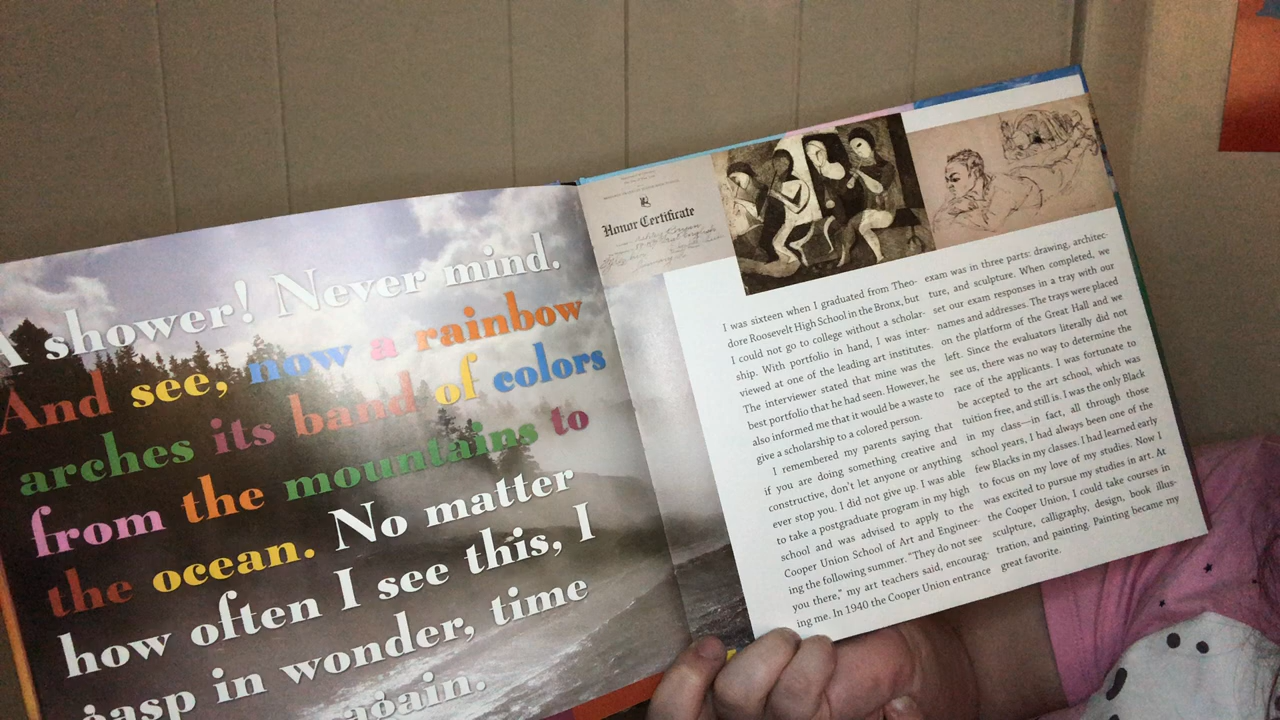 A shower! Never mind.
And see, now a rainbow
arches its band of colors
from the mountains to
the ocean. No matter
how often I see this, I
gasp in wonder, time
again.
Honor Certificate
I was sixteen when I graduated from Theo-
dore Roosevelt High School in the Bronx, but
I could not go to college without a scholar-
ship. With portfolio in hand, I was inter-
viewed at one of the leading art institutes.
The interviewer stated that mine was the
best portfolio that he had seen. However, he
also informed me that it would be a waste to
give a scholarship to a colored person.
I remembered my parents saying that
if you are doing something creative and
constructive, don't let anyone or anything
ever stop you. I did not give up. I was able
to take a postgraduate program in my high
school and was advised to apply to the
Cooper Union School of Art and Engineer-
ing the following summer. "They do not see
you there," my art teachers said, encourag-
ing me. In 1940 the Cooper Union entrance
exam was in three parts: drawing, architec-
ture, and sculpture. When completed, we
set our exam responses in a tray with our
names and addresses. The trays were placed
on the platform of the Great Hall and we
left. Since the evaluators literally did not
see us, there was no way to determine the
race of the applicants. I was fortunate to
be accepted to the art school, which was
tuition free, and still is. I was the only Black
in my class—in fact, all through those
school years, I had always been one of the
few Blacks in my classes. I had learned early
to focus on my love of my studies. Now I
was excited to pursue my studies in art. At
the Cooper Union, I could take courses in
sculpture, calligraphy, design, book illus-
tration, and painting. Painting became my
great favorite.